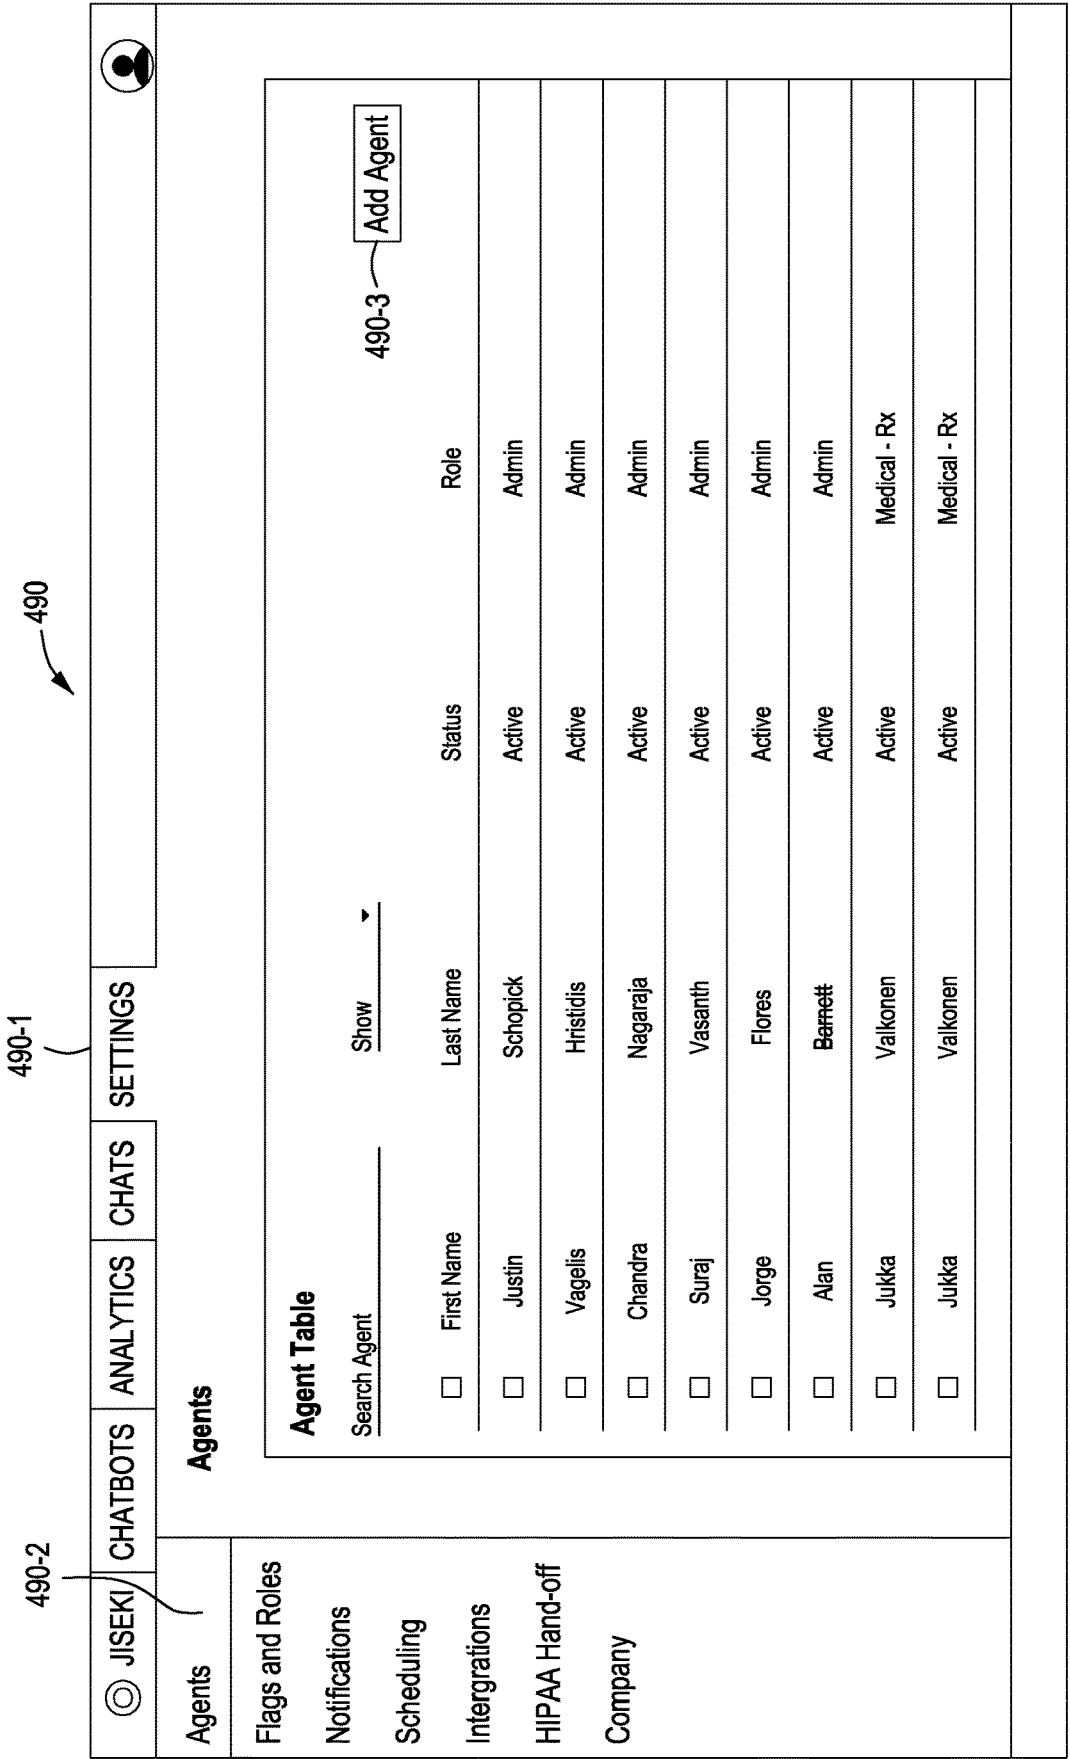 490
490-1
490-2
JISEKI CHATBOTS ANALYTICS CHATS SETTINGS
Agents
Flags and Roles
Notifications
Scheduling
Intergrations
HIPAA Hand-off
Company
Agents
Agent Table
Search Agent Show 490-3 Add Agent
First Name Last Name Status Role
Justin Schopick Active Admin
Vagelis Hristidis Active Admin
Chandra Nagaraja Active Admin
Suraj Vasanth Active Admin
Jorge Flores Active Admin
Alan Barnett Active Admin
Jukka Valkonen Active Medical - Rx
Jukka Valkonen Active Medical - Rx